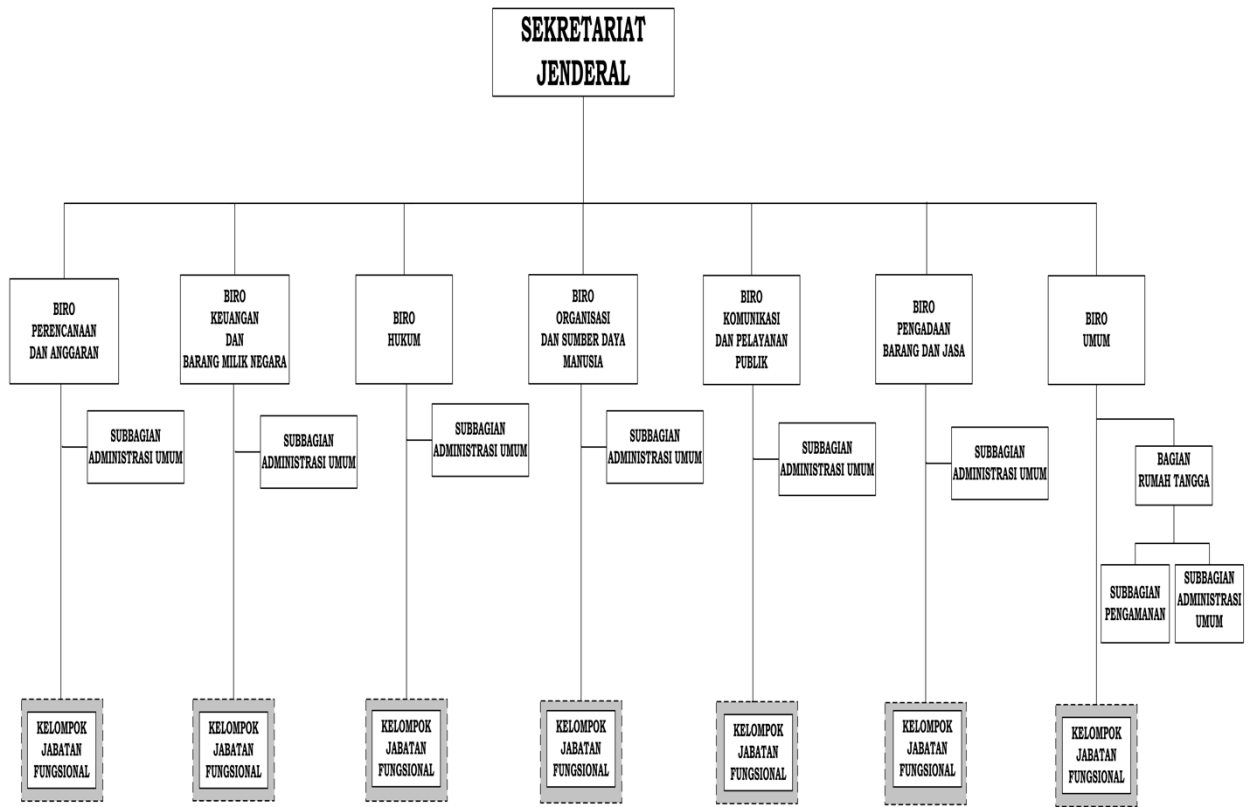 SEKRETARIAT
JENDERAL
BIRO
PERENCANAAN
DAN ANGGARAN
BIRO
KEUANGAN
DAN
BARANG MILIK NEGARA
BIRO
HUKUM
BIRO
ORGANISASI
DAN SUMBER DAYA
MANUSIA
BIRO
KOMUNIKASI
DAN PELAYANAN
PUBLIK
BIRO
PENGADAAN
BARANG DAN JASA
BIRO
UMUM
SUBBAGIAN
ADMINISTRASI UMUM
SUBBAGIAN
ADMINISTRASI UMUM
SUBBAGIAN
ADMINISTRASI UMUM
SUBBAGIAN
ADMINISTRASI UMUM
SUBBAGIAN
ADMINISTRASI UMUM
SUBBAGIAN
ADMINISTRASI UMUM
BAGIAN
RUMAH TANGGA
SUBBAGIAN
PENGAMANAN
SUBBAGIAN
ADMINISTRASI
UMUM
KELOMPOK
JABATAN
FUNGSIONAL
KELOMPOK
JABATAN
FUNGSIONAL
KELOMPOK
JABATAN
FUNGSIONAL
KELOMPOK
JABATAN
FUNGSIONAL
KELOMPOK
JABATAN
FUNGSIONAL
KELOMPOK
JABATAN
FUNGSIONAL
KELOMPOK
JABATAN
FUNGSIONAL